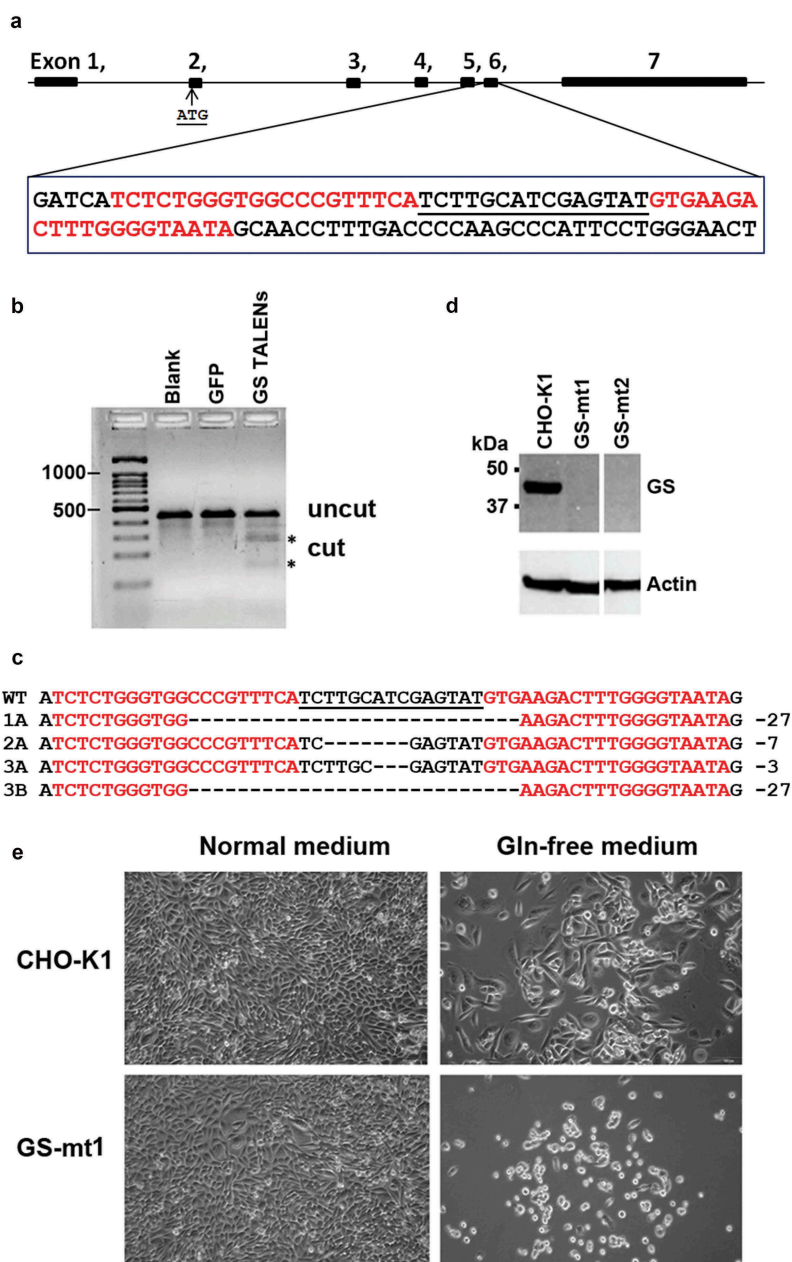 a
Exon 1, 2, 3, 4, 5, 6, 7
ATG
GATCATCTCTGGGTGGCCCGTTTCATCTTGCATCGAGTATGTGAAGA
CTTTGGGGTAATAGCAACCTTTGACCCCAAGCCCATTCCTGGGAACT
b
Blank
GFP
GS TALENs
1000
500
uncut
*
cut
*
d
CHO-K1
GS-mt1
GS-mt2
kDa
50
37
GS
Actin
c
WT ATCTCTGGGTGGCCCGTTTCATCTTGCATCGAGTATGTGAAGACTTTGGGGTAATAG
1A ATCTCTGGGTGG---------------------------AAGACTTTGGGGTAATAG -27
2A ATCTCTGGGTGGCCCGTTTCATC-------GAGTATGTGAAGACTTTGGGGTAATAG -7
3A ATCTCTGGGTGGCCCGTTTCATCTTGC---GAGTATGTGAAGACTTTGGGGTAATAG -3
3B ATCTCTGGGTGG---------------------------AAGACTTTGGGGTAATAG -27
e
Normal medium
Gln-free medium
CHO-K1
GS-mt1